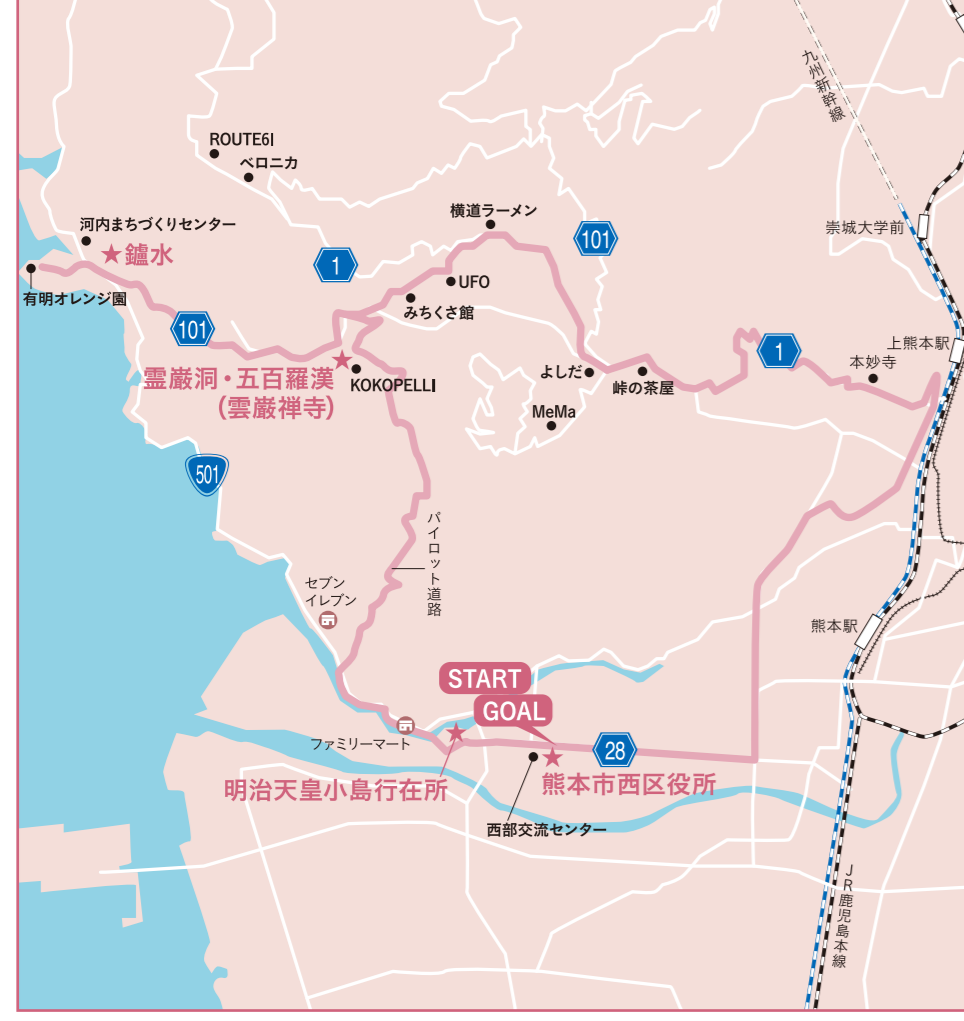 九州新幹線
ROUTE61
ベロニカ
横道ラーメン
河内まちづくりセンター
★鑪水
崇城大学前
101
1
UFO
有明オレンジ園
みちくさ館
101
1
上熊本駅
本妙寺
霊巌洞・五百羅漢
(雲巌禅寺)
KOKOPELLI
よしだ
峠の茶屋
MeMa
501
パイロット道路
セブン
イレブン
熊本駅
START
GOAL
ファミリーマート
28
明治天皇小島行在所
熊本市西区役所
西部交流センター
JR鹿児島本線